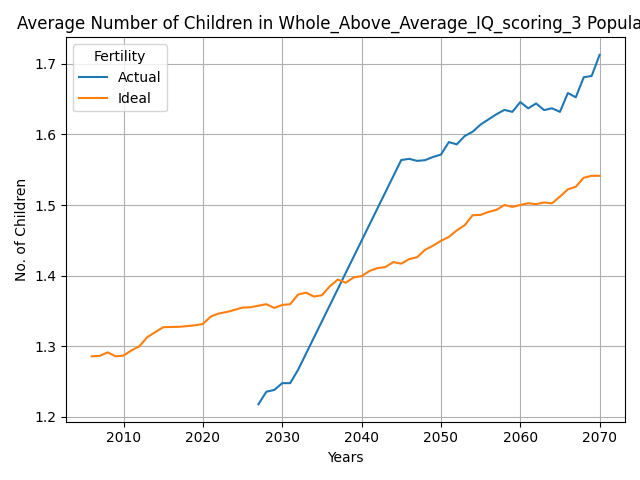 Average Number of Children in Whole_Above_Average_IQ_scoring_3 Popula
Fertility
Actual
Ideal
No. of Children
1.7
1.6
1.5
1.4
1.3
1.2
2010 2020 2030 2040 2050 2060 2070
Years